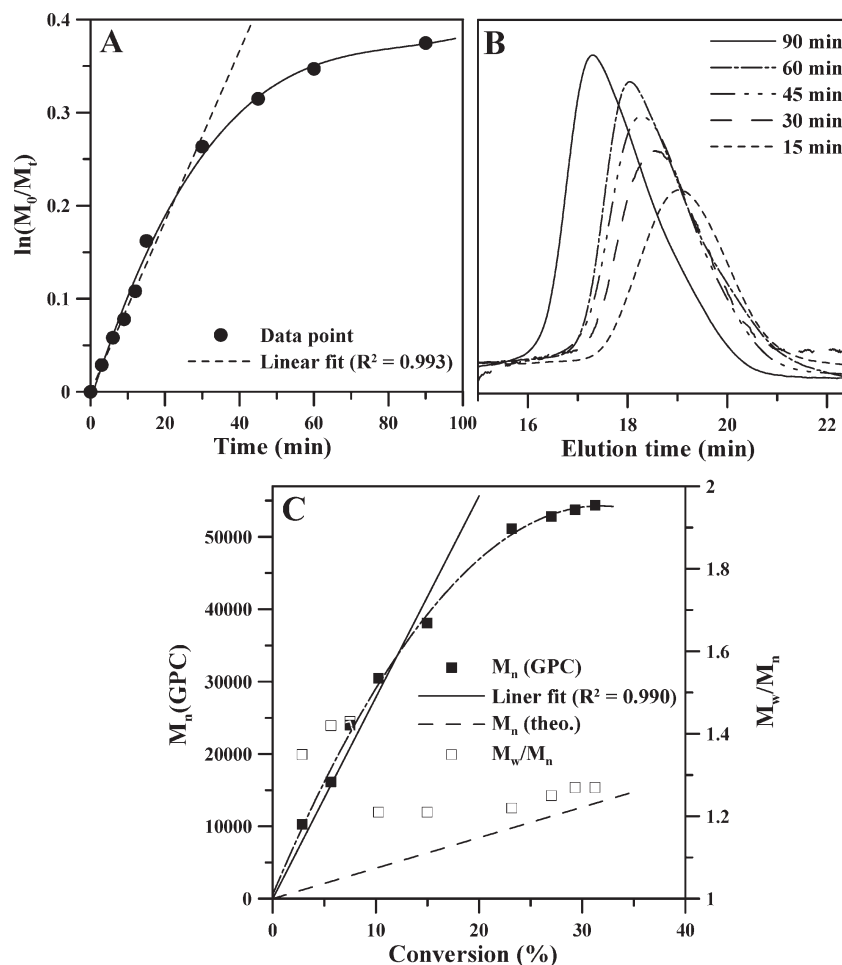 A
ln(M0/Mt)
0.4
0.3
0.2
0.1
0
Data point
Linear fit (R2 = 0.993)
0 20 40 60 80 100
Time (min)
B
90 min
60 min
45 min
30 min
15 min
16 18 20 22
Elution time (min)
C
Mn(GPC)
50000
40000
30000
20000
10000
0
Mn (GPC)
Liner fit (R2 = 0.990)
Mn (theo.)
Mw/Mn
2
1.8
1.6
1.4
1.2
1
Mw/Mn
0 10 20 30 40
Conversion (%)